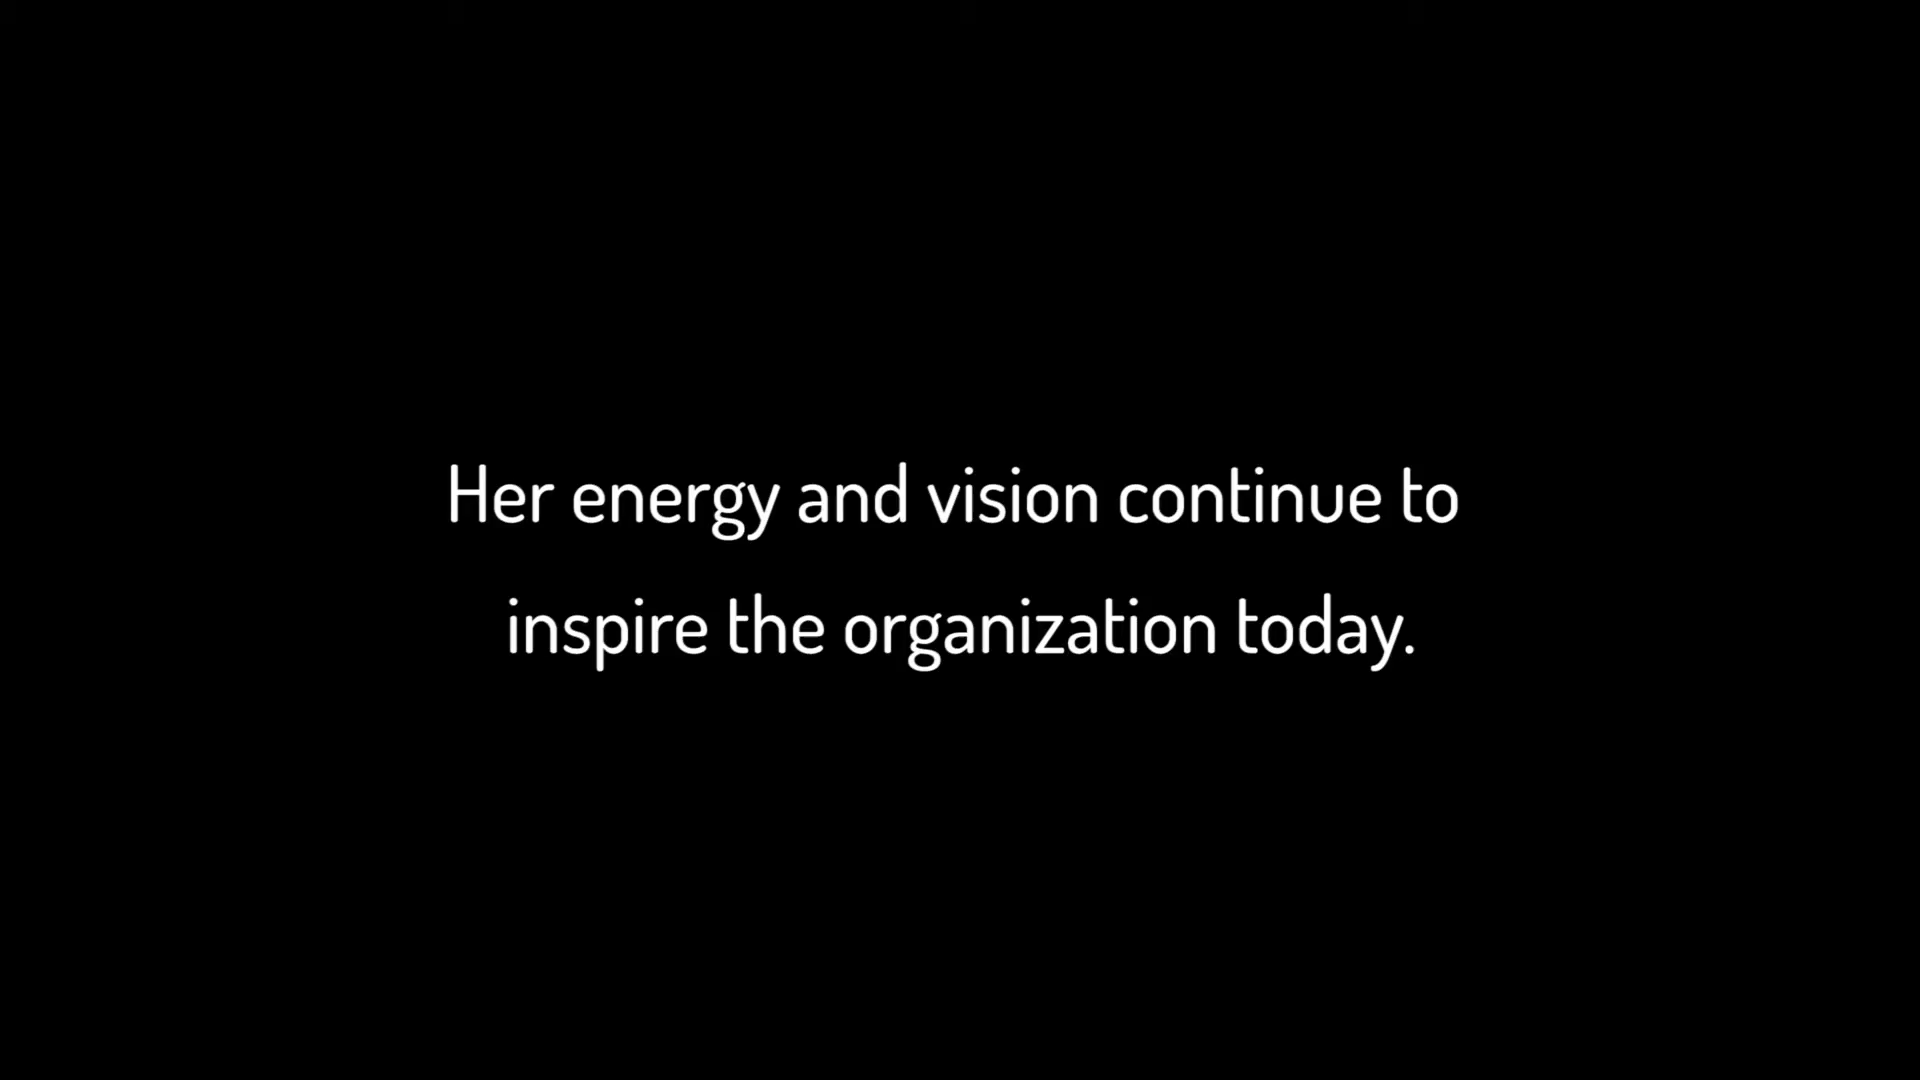 Her energy and vision continue to
inspire the organization today.